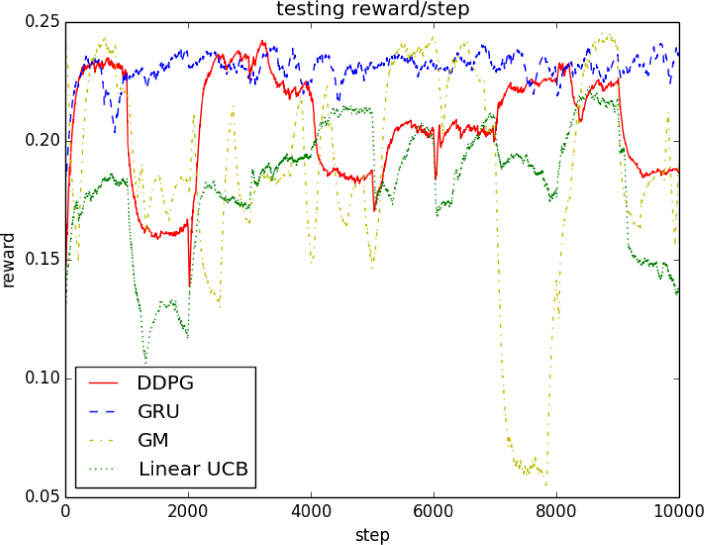 testing reward/step
0.25
0.20
0.15
0.10
0.05
reward
DDPG
GRU
GM
Linear UCB
0 2000 4000 6000 8000 10000
step